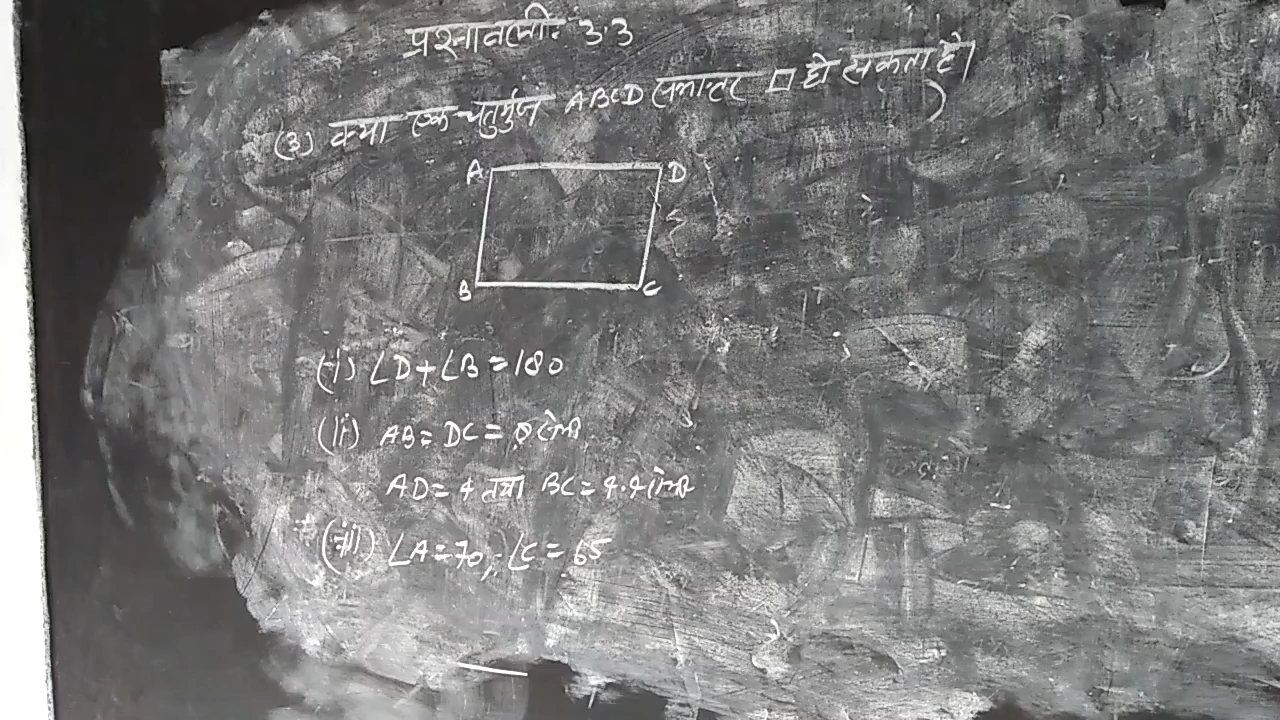 प्रश्नावली: 3.3
(3) क्या एक चतुर्भुज ABCD समान्तर □ हो सकता है।
A D
B C
(i) ∠D+∠B=180
(ii) AB = DC = 8 सेमी
AD = 4 तथा BC = 4.4 सेमी
(iii) ∠A = 70, ∠C = 65